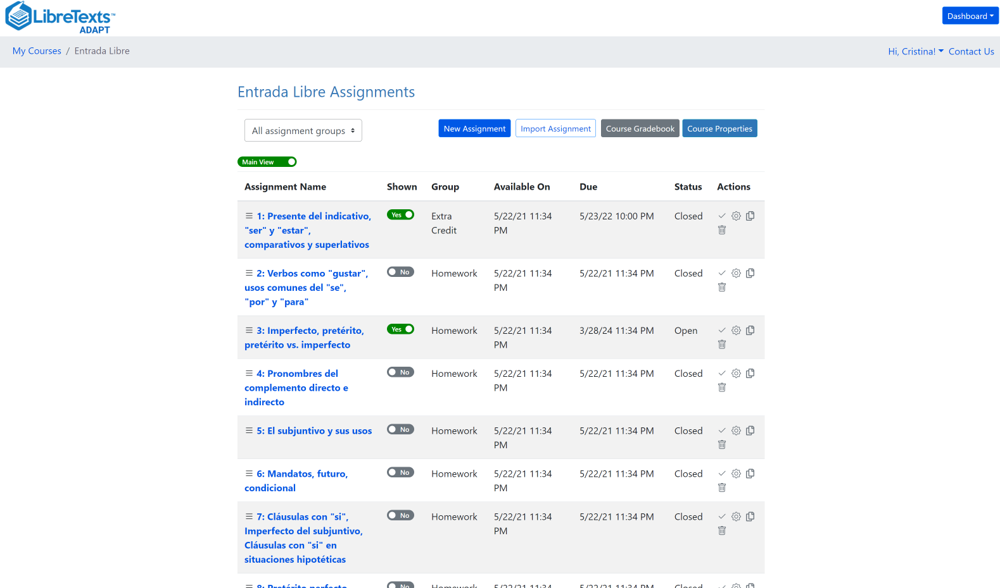 LibreTexts™
ADAPT
Dashboard
My Courses / Entrada Libre
Hi, Cristina! Contact Us
Entrada Libre Assignments
All assignment groups
New Assignment Import Assignment Course Gradebook Course Properties
Main View
Assignment Name Shown Group Available On Due Status Actions
1: Presente del indicativo, Yes Extra 5/22/21 11:34 5/23/22 10:00 PM Closed
"ser" y "estar", Credit PM
comparativos y superlativos
2: Verbos como "gustar", No Homework 5/22/21 11:34 5/22/21 11:34 PM Closed
usos comunes del "se", PM
"por" y "para"
3: Imperfecto, pretérito, Yes Homework 5/22/21 11:34 3/28/24 11:34 PM Open
pretérito vs. imperfecto PM
4: Pronombres del No Homework 5/22/21 11:34 5/22/21 11:34 PM Closed
complemento directo e PM
indirecto
5: El subjuntivo y sus usos No Homework 5/22/21 11:34 5/22/21 11:34 PM Closed
PM
6: Mandatos, futuro, No Homework 5/22/21 11:34 5/22/21 11:34 PM Closed
condicional PM
7: Cláusulas con "si", No Homework 5/22/21 11:34 5/22/21 11:34 PM Closed
Imperfecto del subjuntivo, PM
Cláusulas con "si" en
situaciones hipotéticas
8: Pretérito perfecto No Homework 5/22/21 11:34 5/22/21 11:34 PM Closed